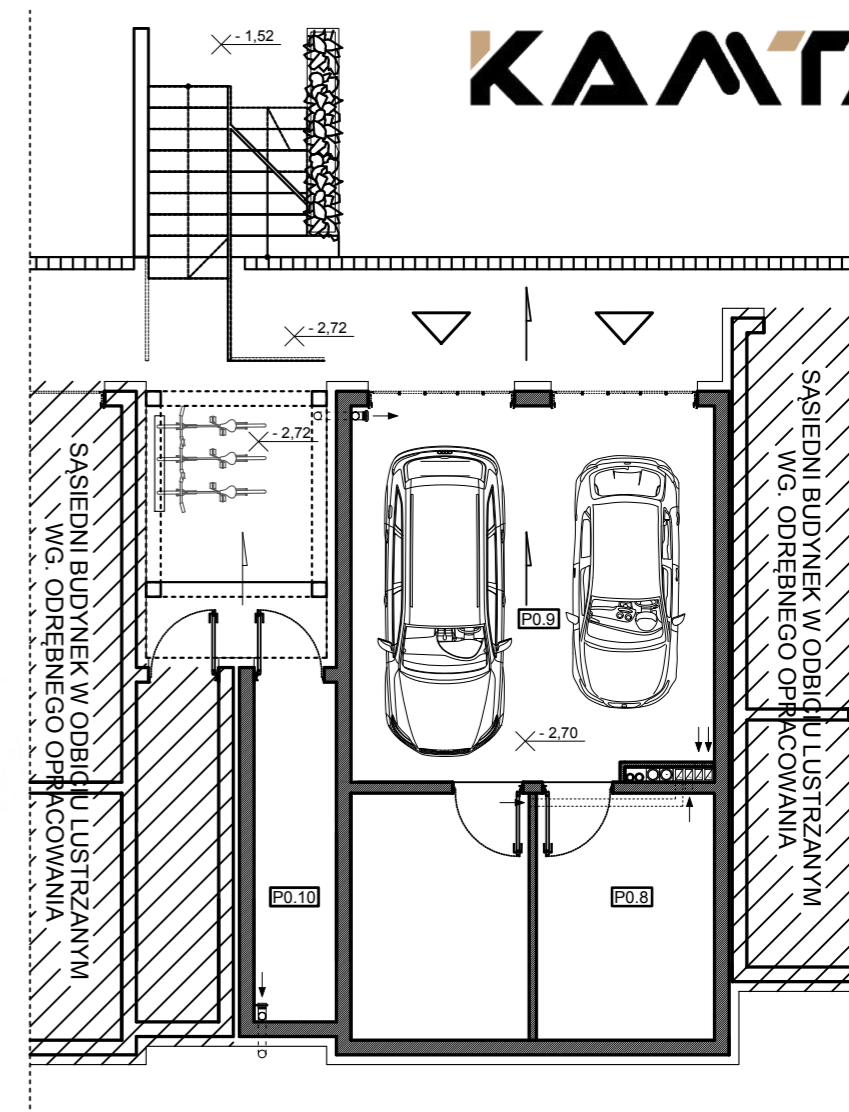 KAMT
- 1,52
- 2,72
- 2,72
SĄSIEDNI BUDYNEK W ODBICIU LUSTRZANYM
WG. ODRĘBNEGO OPRACOWANIA
SĄSIEDNI BUDYNEK W ODBICIU LUSTRZANYM
WG. ODRĘBNEGO OPRACOWANIA
P0.9
- 2,70
P0.10
P0.8